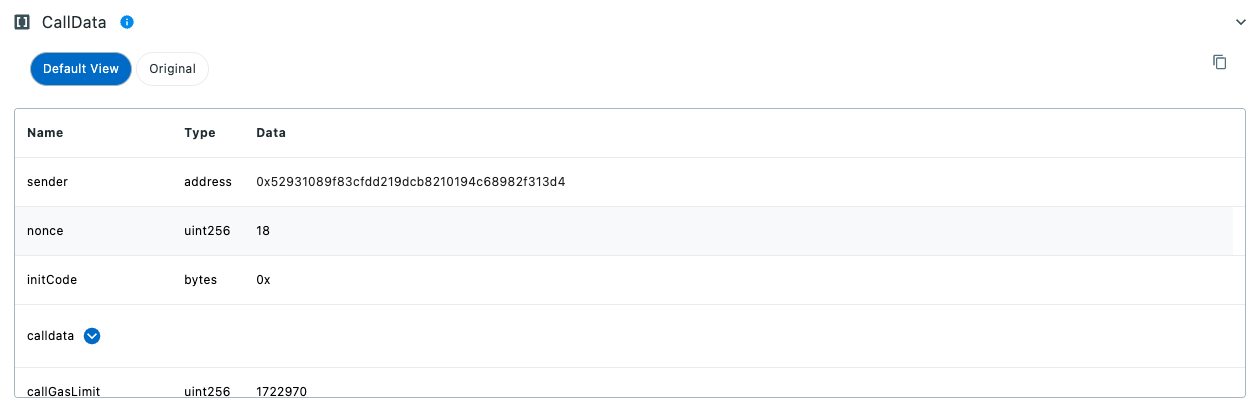 CallData
Default View Original
Name Type Data
sender address 0x52931089f83cfdd219dcb8210194c68982f313d4
nonce uint256 18
initCode bytes 0x
calldata
callGasLimit uint256 1722970